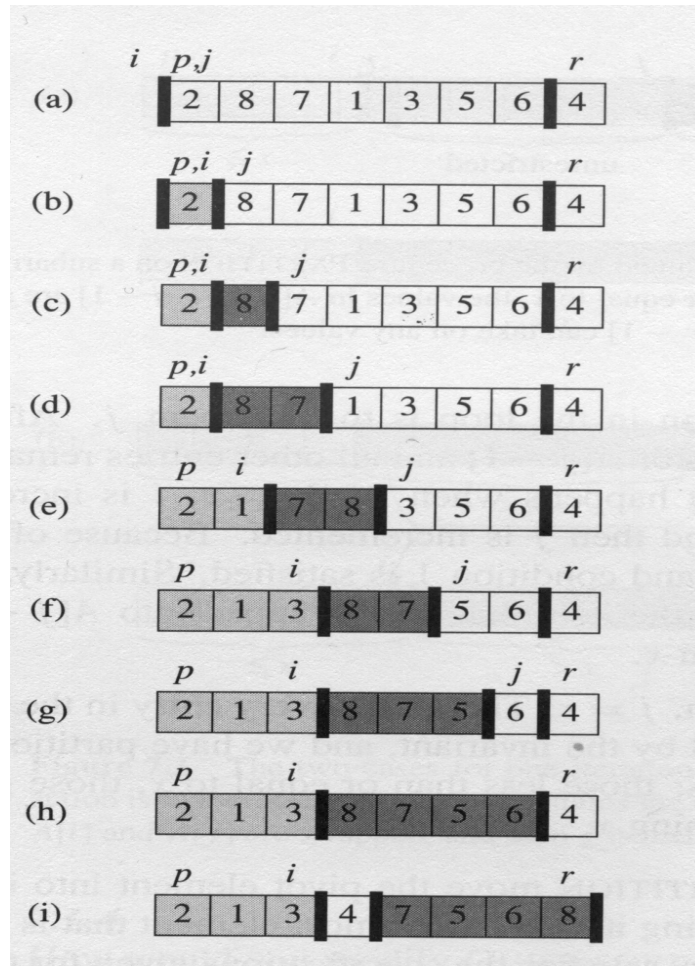 i p,j r
(a) 2 8 7 1 3 5 6 4
p,i j r
(b) 2 8 7 1 3 5 6 4
p,i j r
(c) 2 8 7 1 3 5 6 4
p,i j r
(d) 2 8 7 1 3 5 6 4
p i j r
(e) 2 1 7 8 3 5 6 4
p i j r
(f) 2 1 3 8 7 5 6 4
p i j r
(g) 2 1 3 8 7 5 6 4
p i r
(h) 2 1 3 8 7 5 6 4
p i r
(i) 2 1 3 4 7 5 6 8